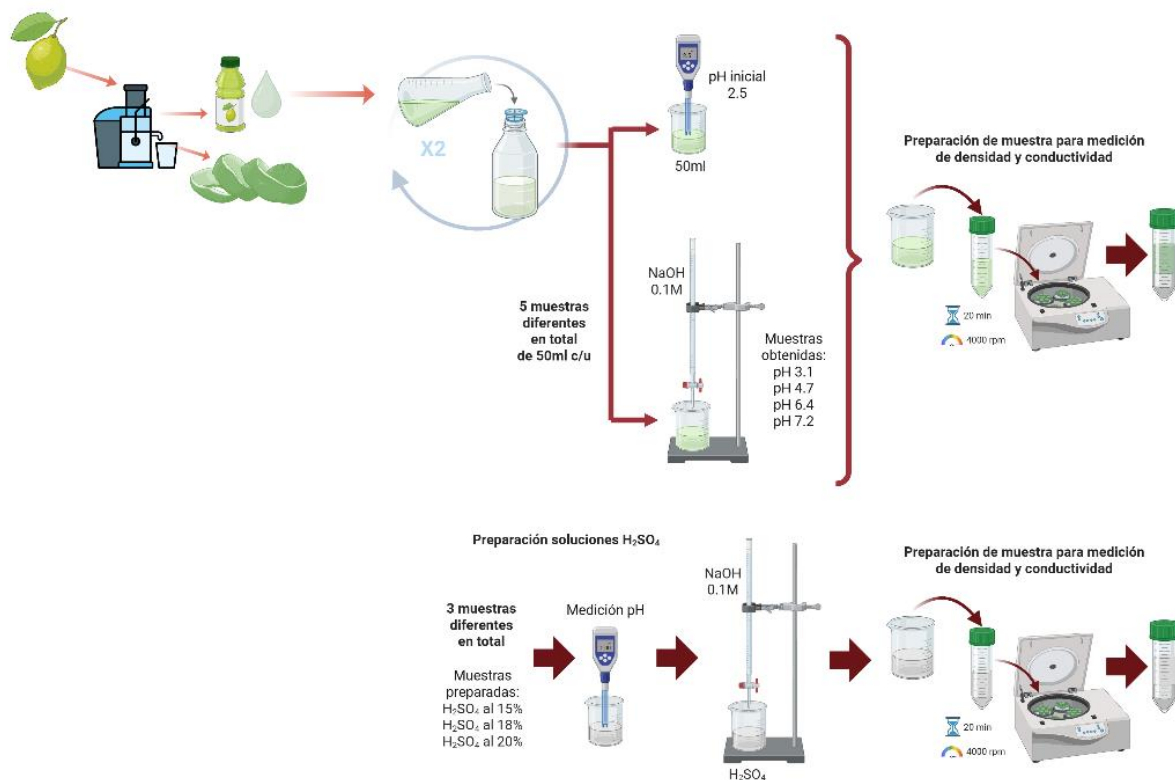 X2
pH inicial
2.5
50ml
NaOH
0.1M
5 muestras
diferentes
en total
de 50ml c/u
Muestras
obtenidas:
pH 3.1
pH 4.7
pH 6.4
pH 7.2
Preparación de muestra para medición
de densidad y conductividad
20 min
4000 rpm
Preparación soluciones H₂SO₄
3 muestras
diferentes
en total
Muestras
preparadas:
H₂SO₄ al 15%
H₂SO₄ al 18%
H₂SO₄ al 20%
Medición pH
NaOH
0.1M
H₂SO₄
Preparación de muestra para medición
de densidad y conductividad
20 min
4000 rpm